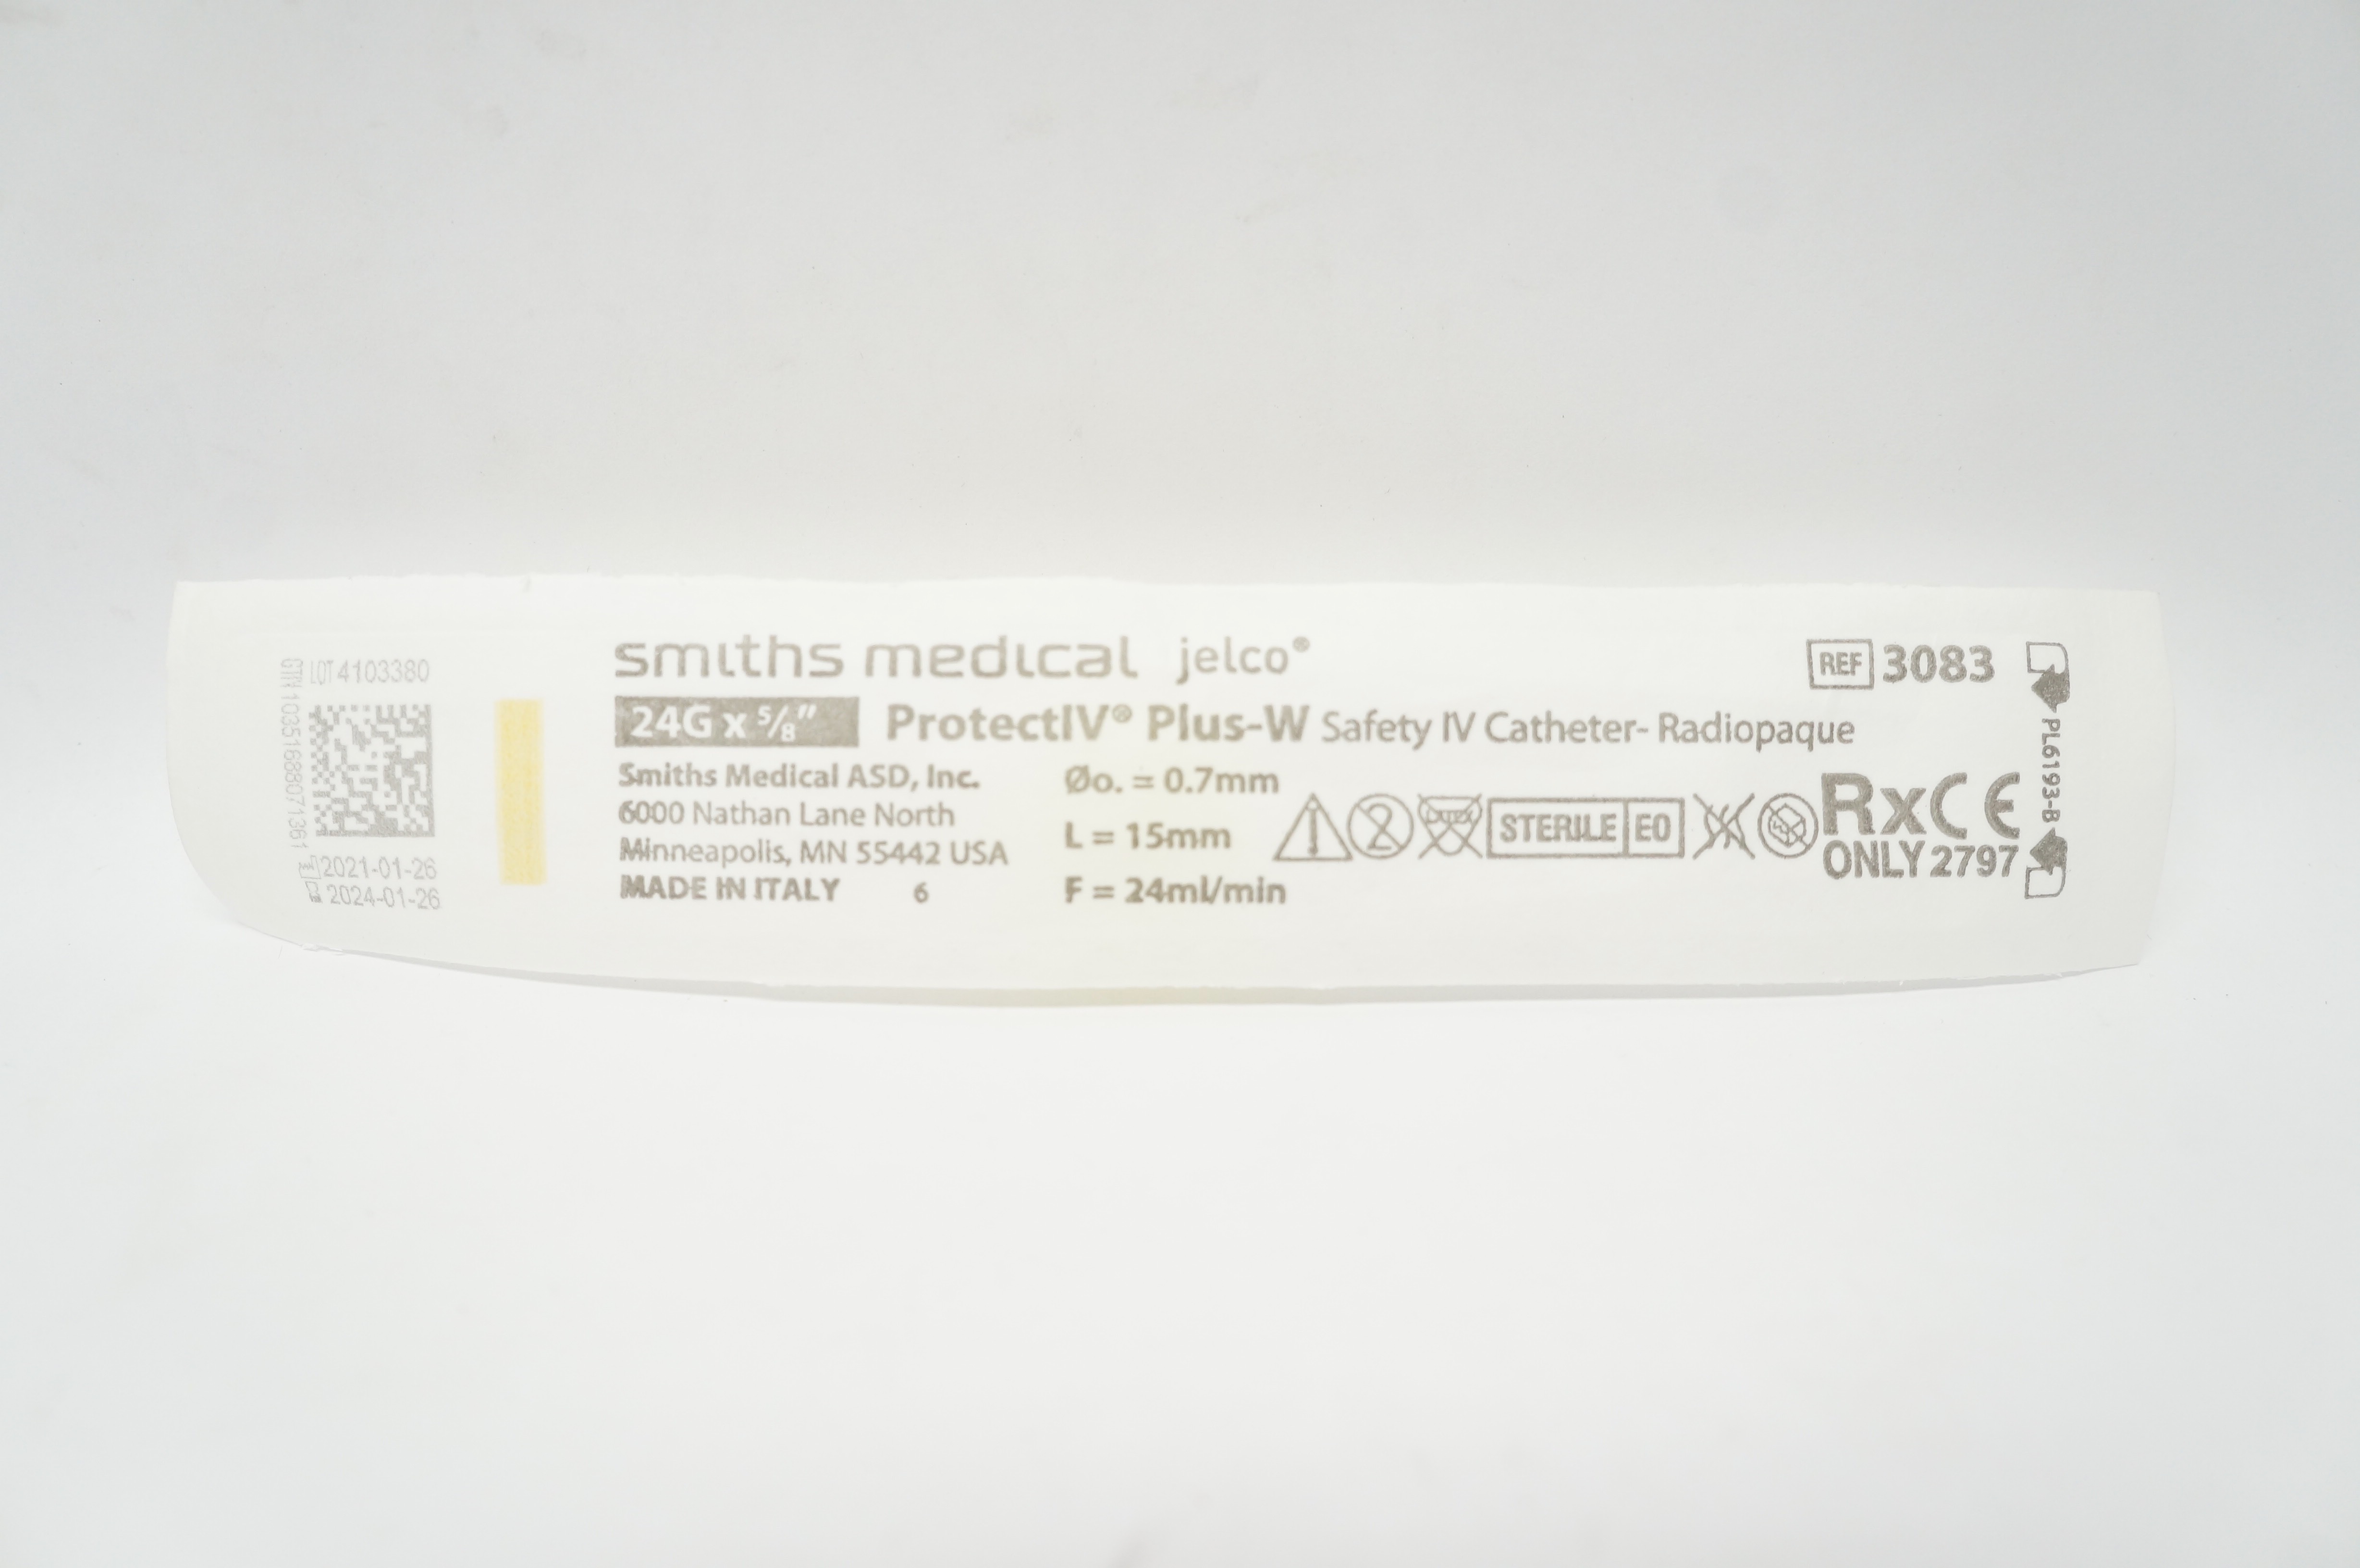 LOT 4103380
GTIN 10351688071361
2021-01-26
2024-01-26
smiths medical jelco®
REF 3083
24G x 5/8" ProtectIV® Plus-W Safety IV Catheter- Radiopaque
Smiths Medical ASD, Inc.
6000 Nathan Lane North
Minneapolis, MN 55442 USA
MADE IN ITALY 6
Øo. = 0.7mm
L = 15mm
F = 24ml/min
2
STERILE EO
Rx CE
ONLY 2797
PL6193-8